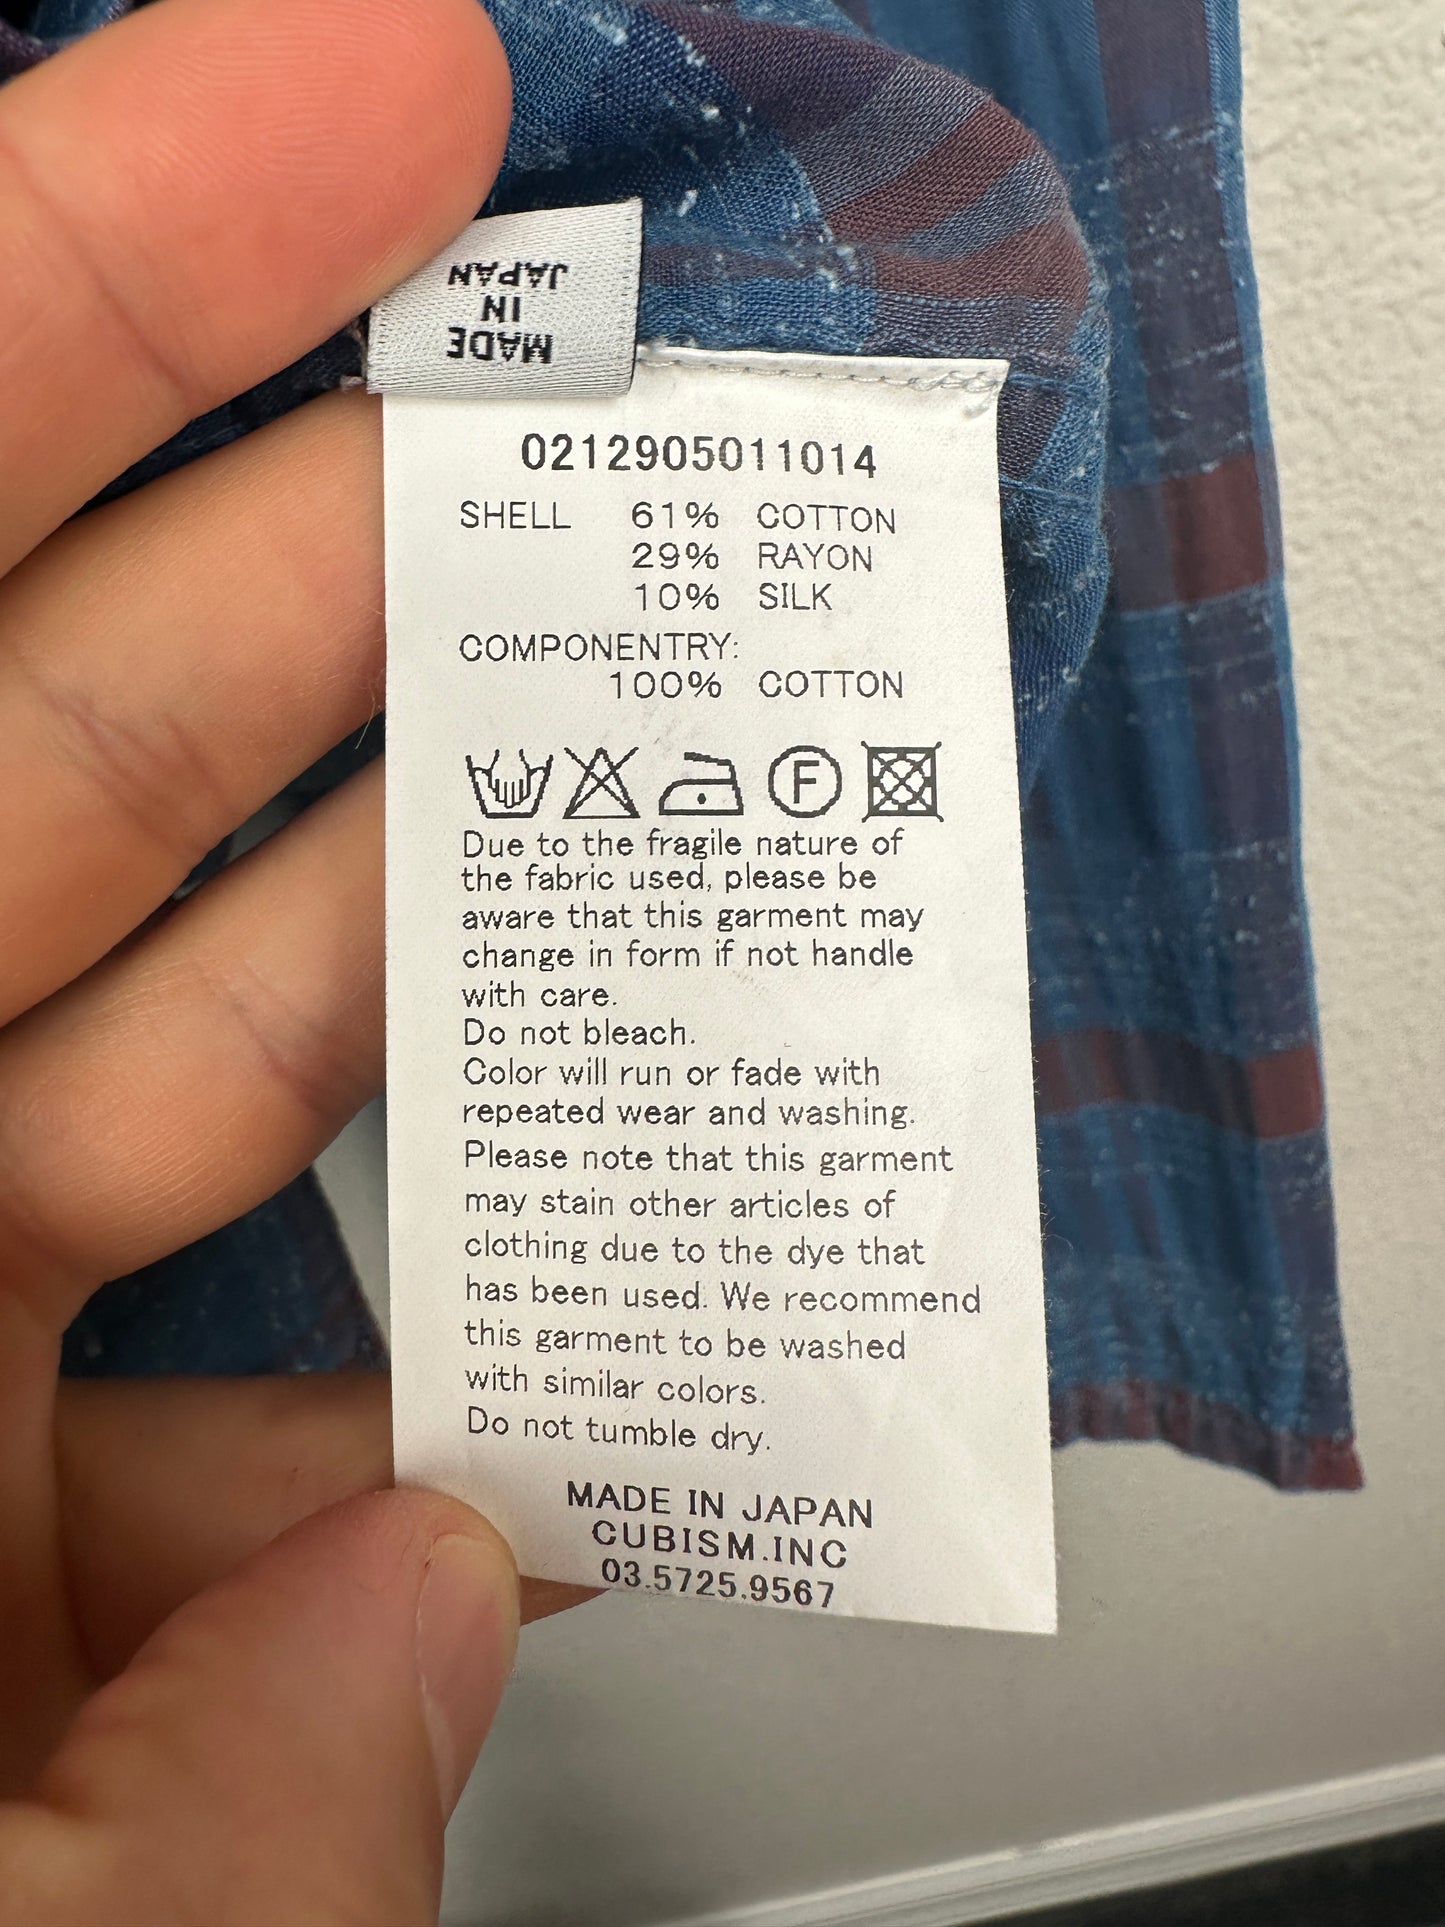 MADE
IN
JAPAN
0212905011014
SHELL 61% COTTON
29% RAYON
10% SILK
COMPONENTRY:
100% COTTON
F
Due to the fragile nature of
the fabric used, please be
aware that this garment may
change in form if not handle
with care.
Do not bleach.
Color will run or fade with
repeated wear and washing.
Please note that this garment
may stain other articles of
clothing due to the dye that
has been used. We recommend
this garment to be washed
with similar colors.
Do not tumble dry.
MADE IN JAPAN
CUBISM.INC
03.5725.9567